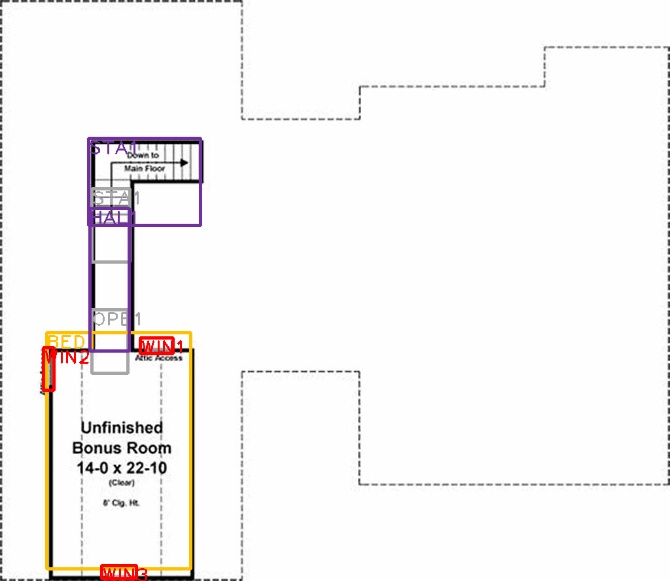 STA1
Down to
Main Floor
STA1
HAL
OPE1
BED
WIN1
WIN2
Attic Access
Unfinished
Bonus Room
14-0 x 22-10
(Clear)
8' Clg. Ht.
WIN3